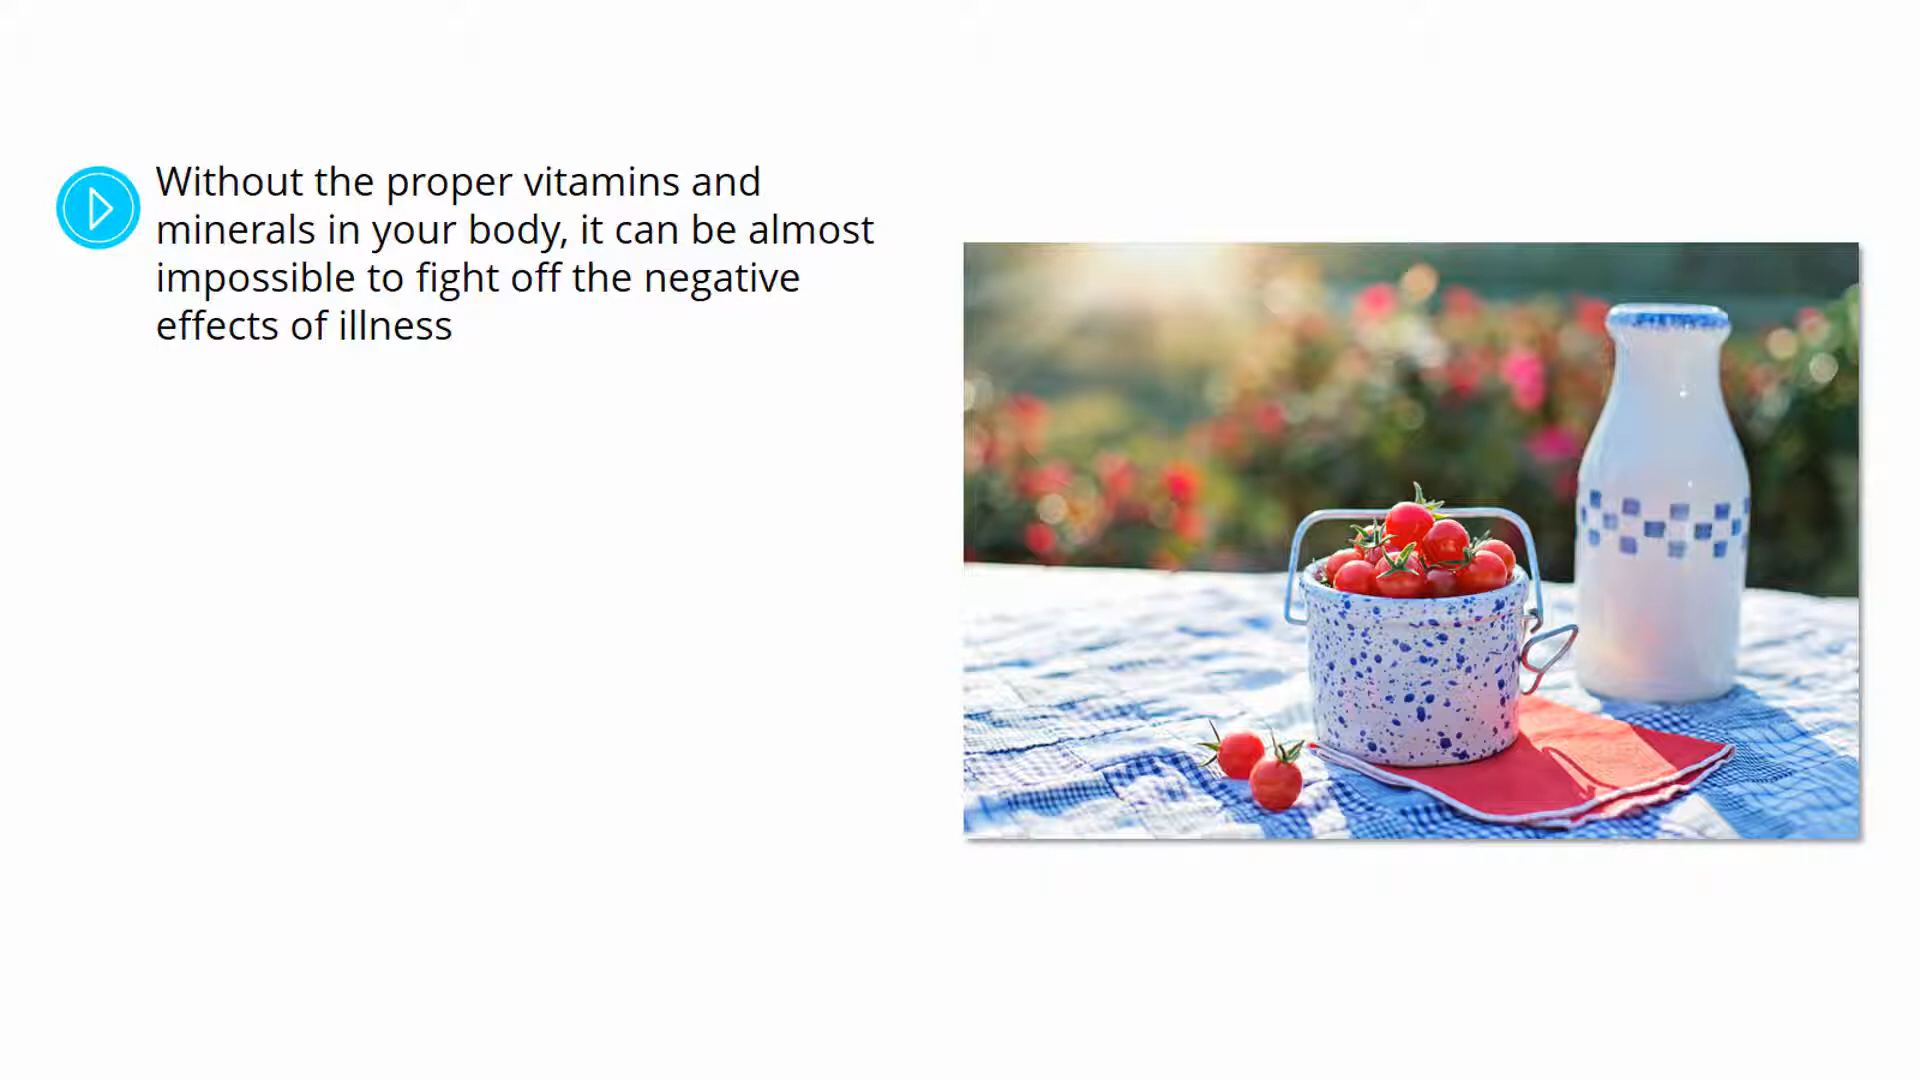 Without the proper vitamins and
minerals in your body, it can be almost
impossible to fight off the negative
effects of illness